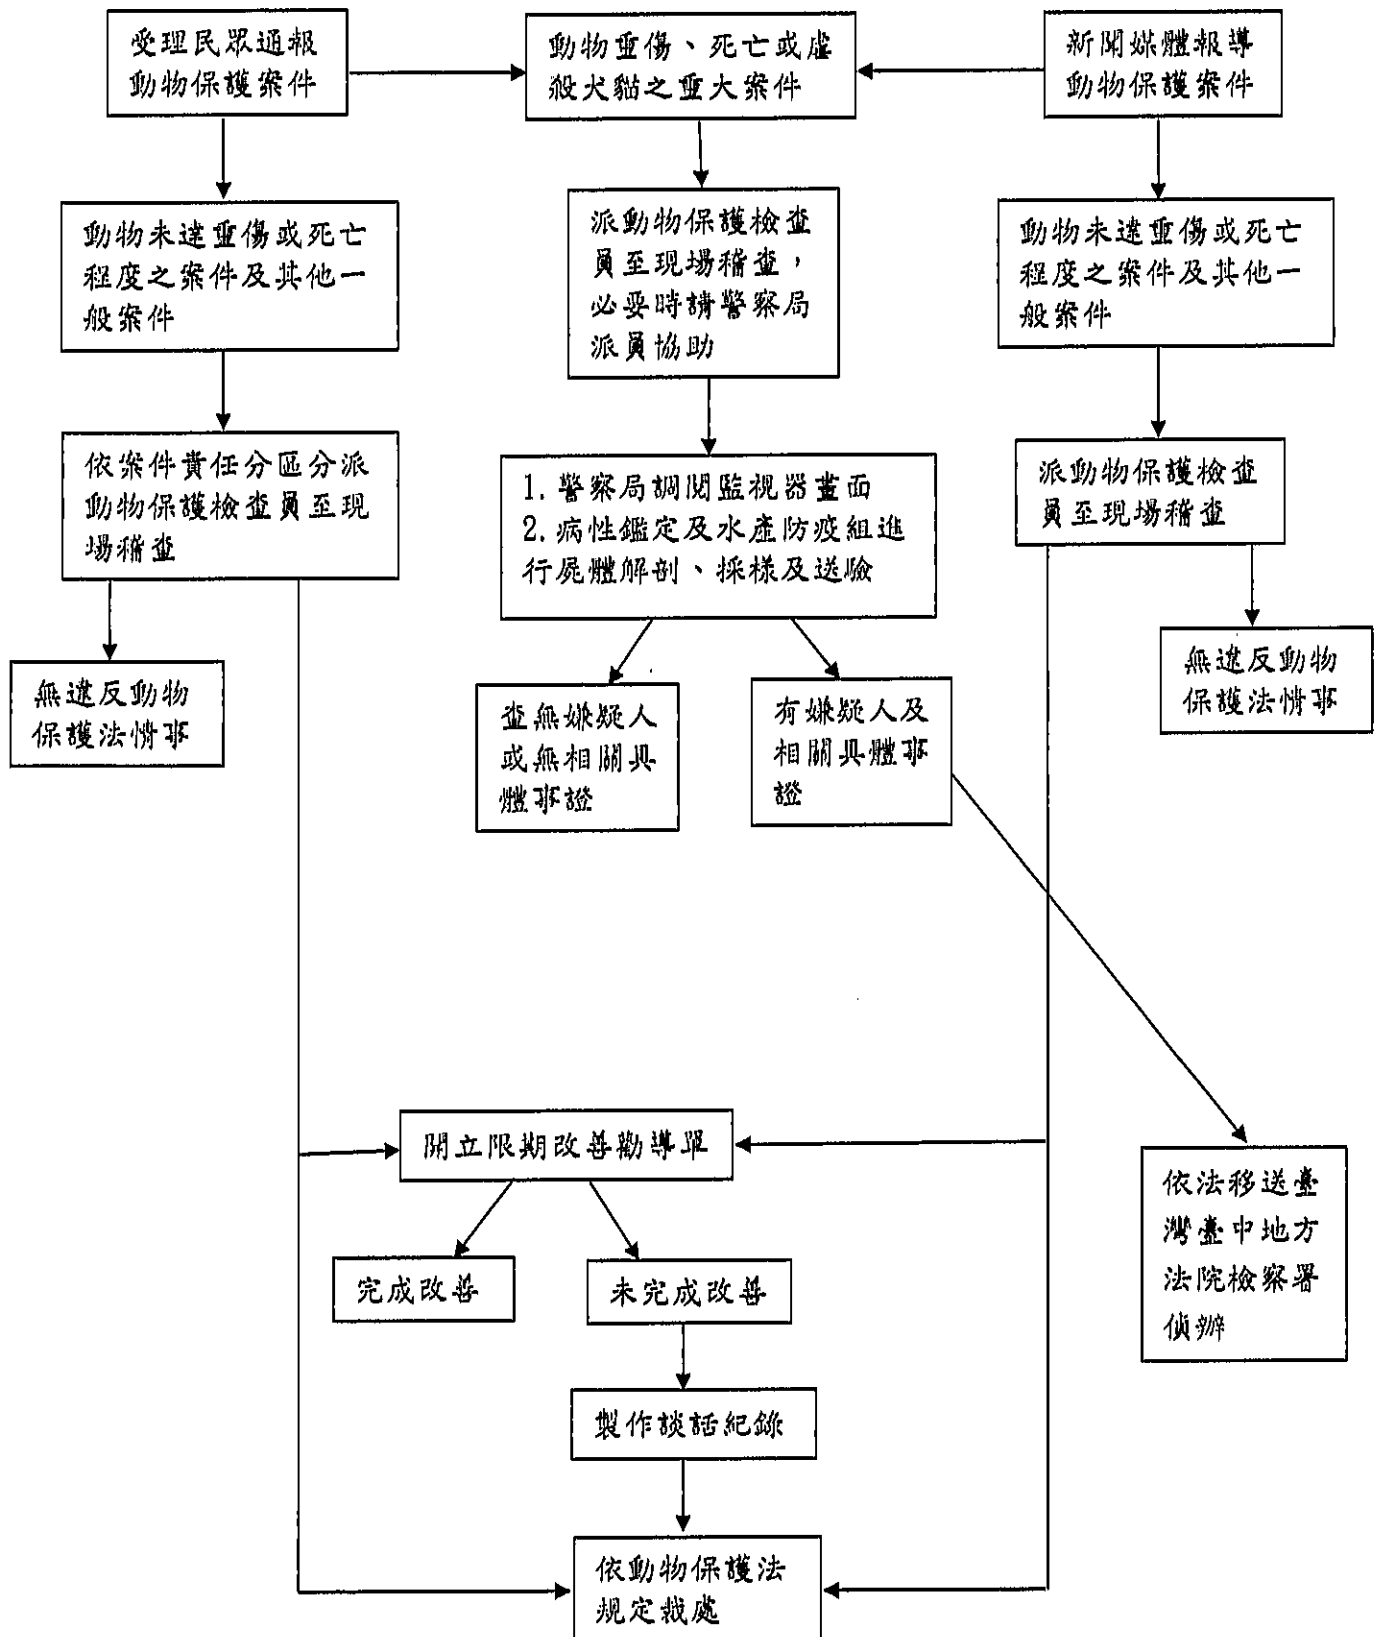 受理民眾通報
動物保護案件
動物重傷、死亡或虐
殺犬貓之重大案件
新聞媒體報導
動物保護案件
動物未達重傷或死亡
程度之案件及其他一
般案件
派動物保護檢查
員至現場稽查，
必要時請警察局
派員協助
動物未達重傷或死亡
程度之案件及其他一
般案件
依案件責任分區分派
動物保護檢查員至現
場稽查
1.警察局調閱監視器畫面
2.病性鑑定及水產防疫組進
行屍體解剖、採樣及送驗
派動物保護檢查
員至現場稽查
無違反動物
保護法情事
查無嫌疑人
或無相關具
體事證
有嫌疑人及
相關具體事
證
無違反動物
保護法情事
開立限期改善勸導單
依法移送臺
灣臺中地方
法院檢察署
偵辦
完成改善
未完成改善
製作談話紀錄
依動物保護法
規定裁處